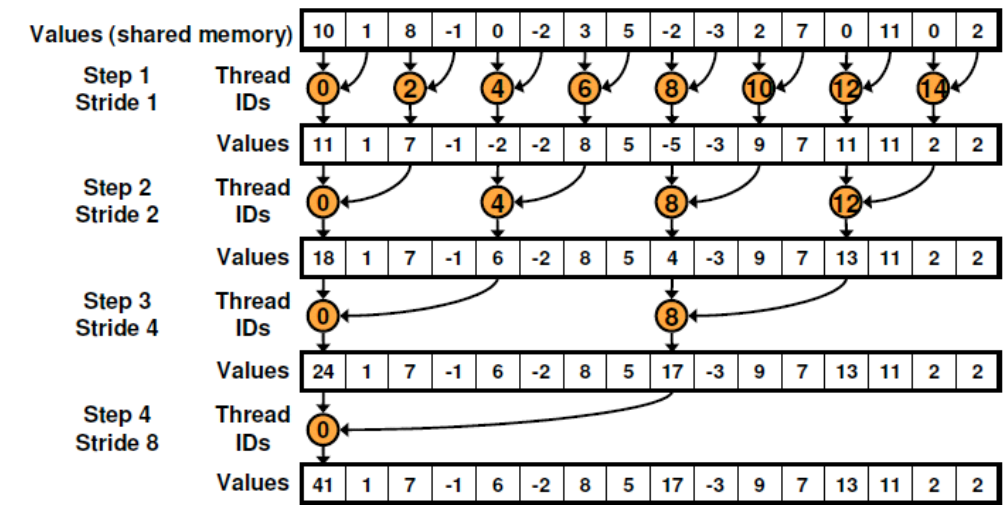 Values (shared memory) 10 1 8 -1 0 -2 3 5 -2 -3 2 7 0 11 0 2
Step 1 Thread 0 2 4 6 8 10 12 14
Stride 1 IDs
Values 11 1 7 -1 -2 -2 8 5 -5 -3 9 7 11 11 2 2
Step 2 Thread 0 4 8 12
Stride 2 IDs
Values 18 1 7 -1 6 -2 8 5 4 -3 9 7 13 11 2 2
Step 3 Thread 0 8
Stride 4 IDs
Values 24 1 7 -1 6 -2 8 5 17 -3 9 7 13 11 2 2
Step 4 Thread 0
Stride 8 IDs
Values 41 1 7 -1 6 -2 8 5 17 -3 9 7 13 11 2 2